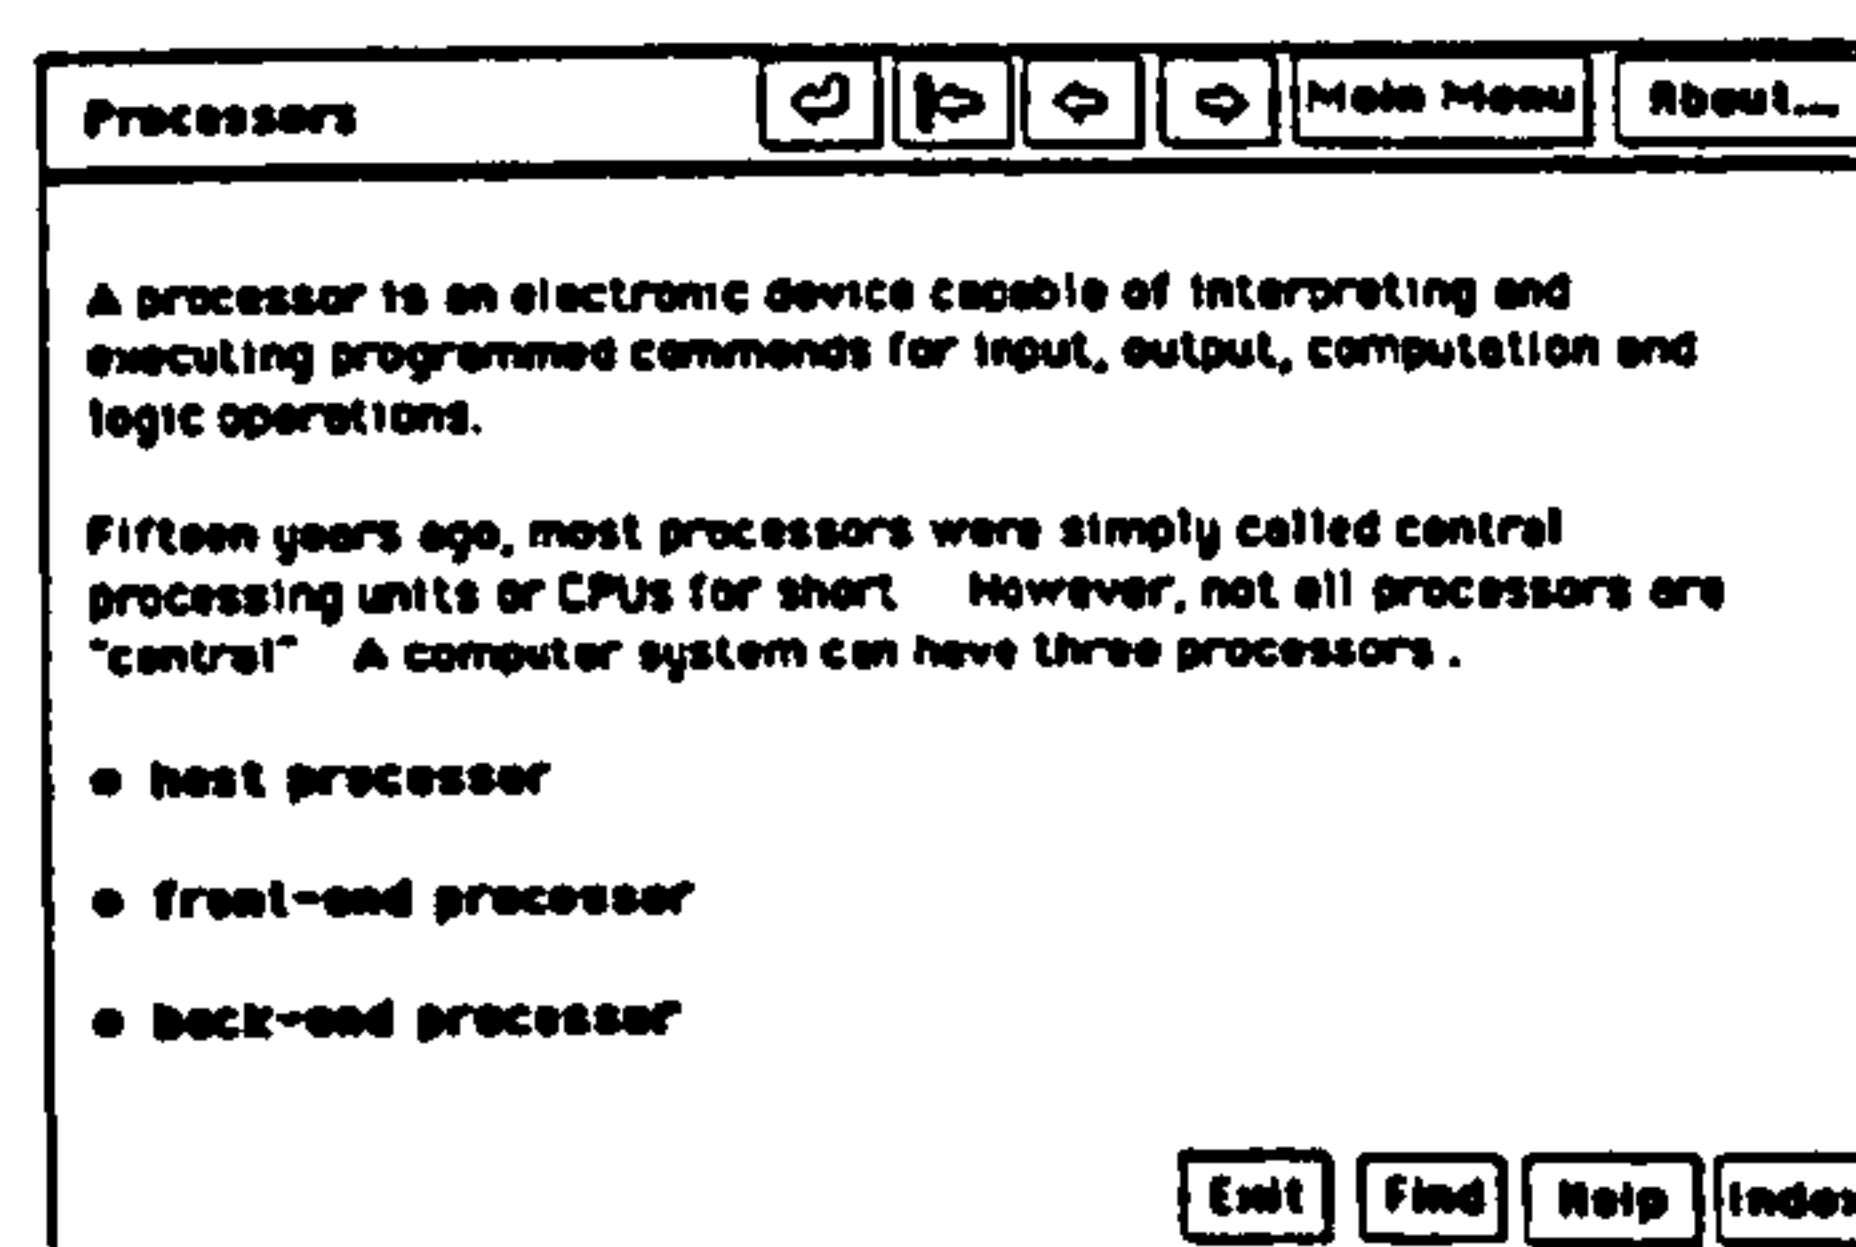 Processors
Main Menu
About...
A processor is an electronic device capable of interpreting and
executing programmed commands for input, output, computation and
logic operations.
Fifteen years ago, most processors were simply called central
processing units or CPUs for short However, not all processors are
"central" A computer system can have three processors .
• host processor
• front-end processor
• back-end processor
Exit
Find
Help
Index